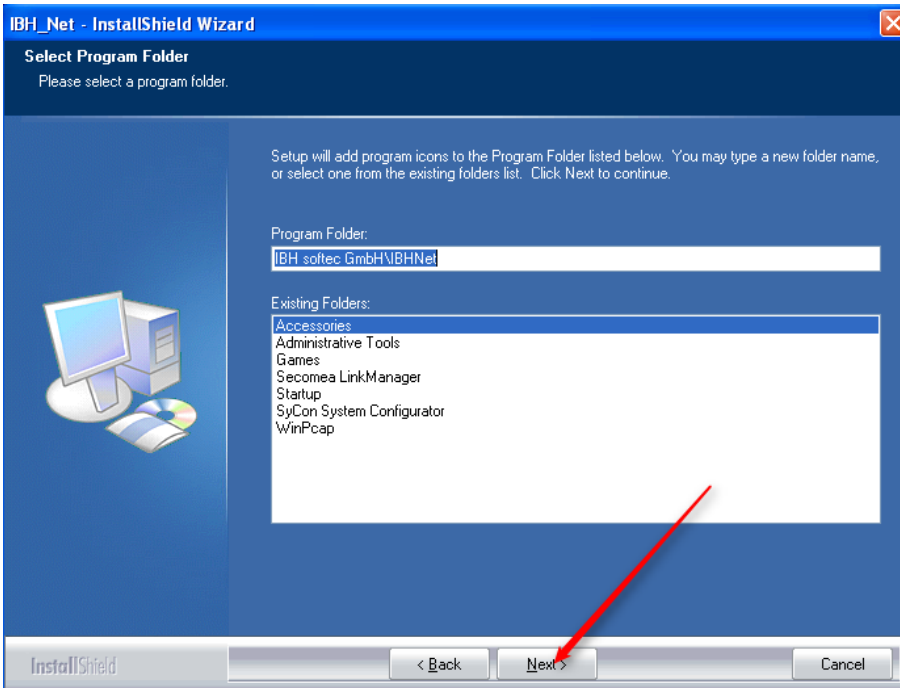 IBH_Net - InstallShield Wizard
Select Program Folder
Please select a program folder.
Setup will add program icons to the Program Folder listed below.  You may type a new folder name,
or select one from the existing folders list.  Click Next to continue.
Program Folder:
IBH softec GmbH\IBHNet
Existing Folders:
Accessories
Administrative Tools
Games
Secomea LinkManager
Startup
SyCon System Configurator
WinPcap
InstallShield
< Back
Next >
Cancel